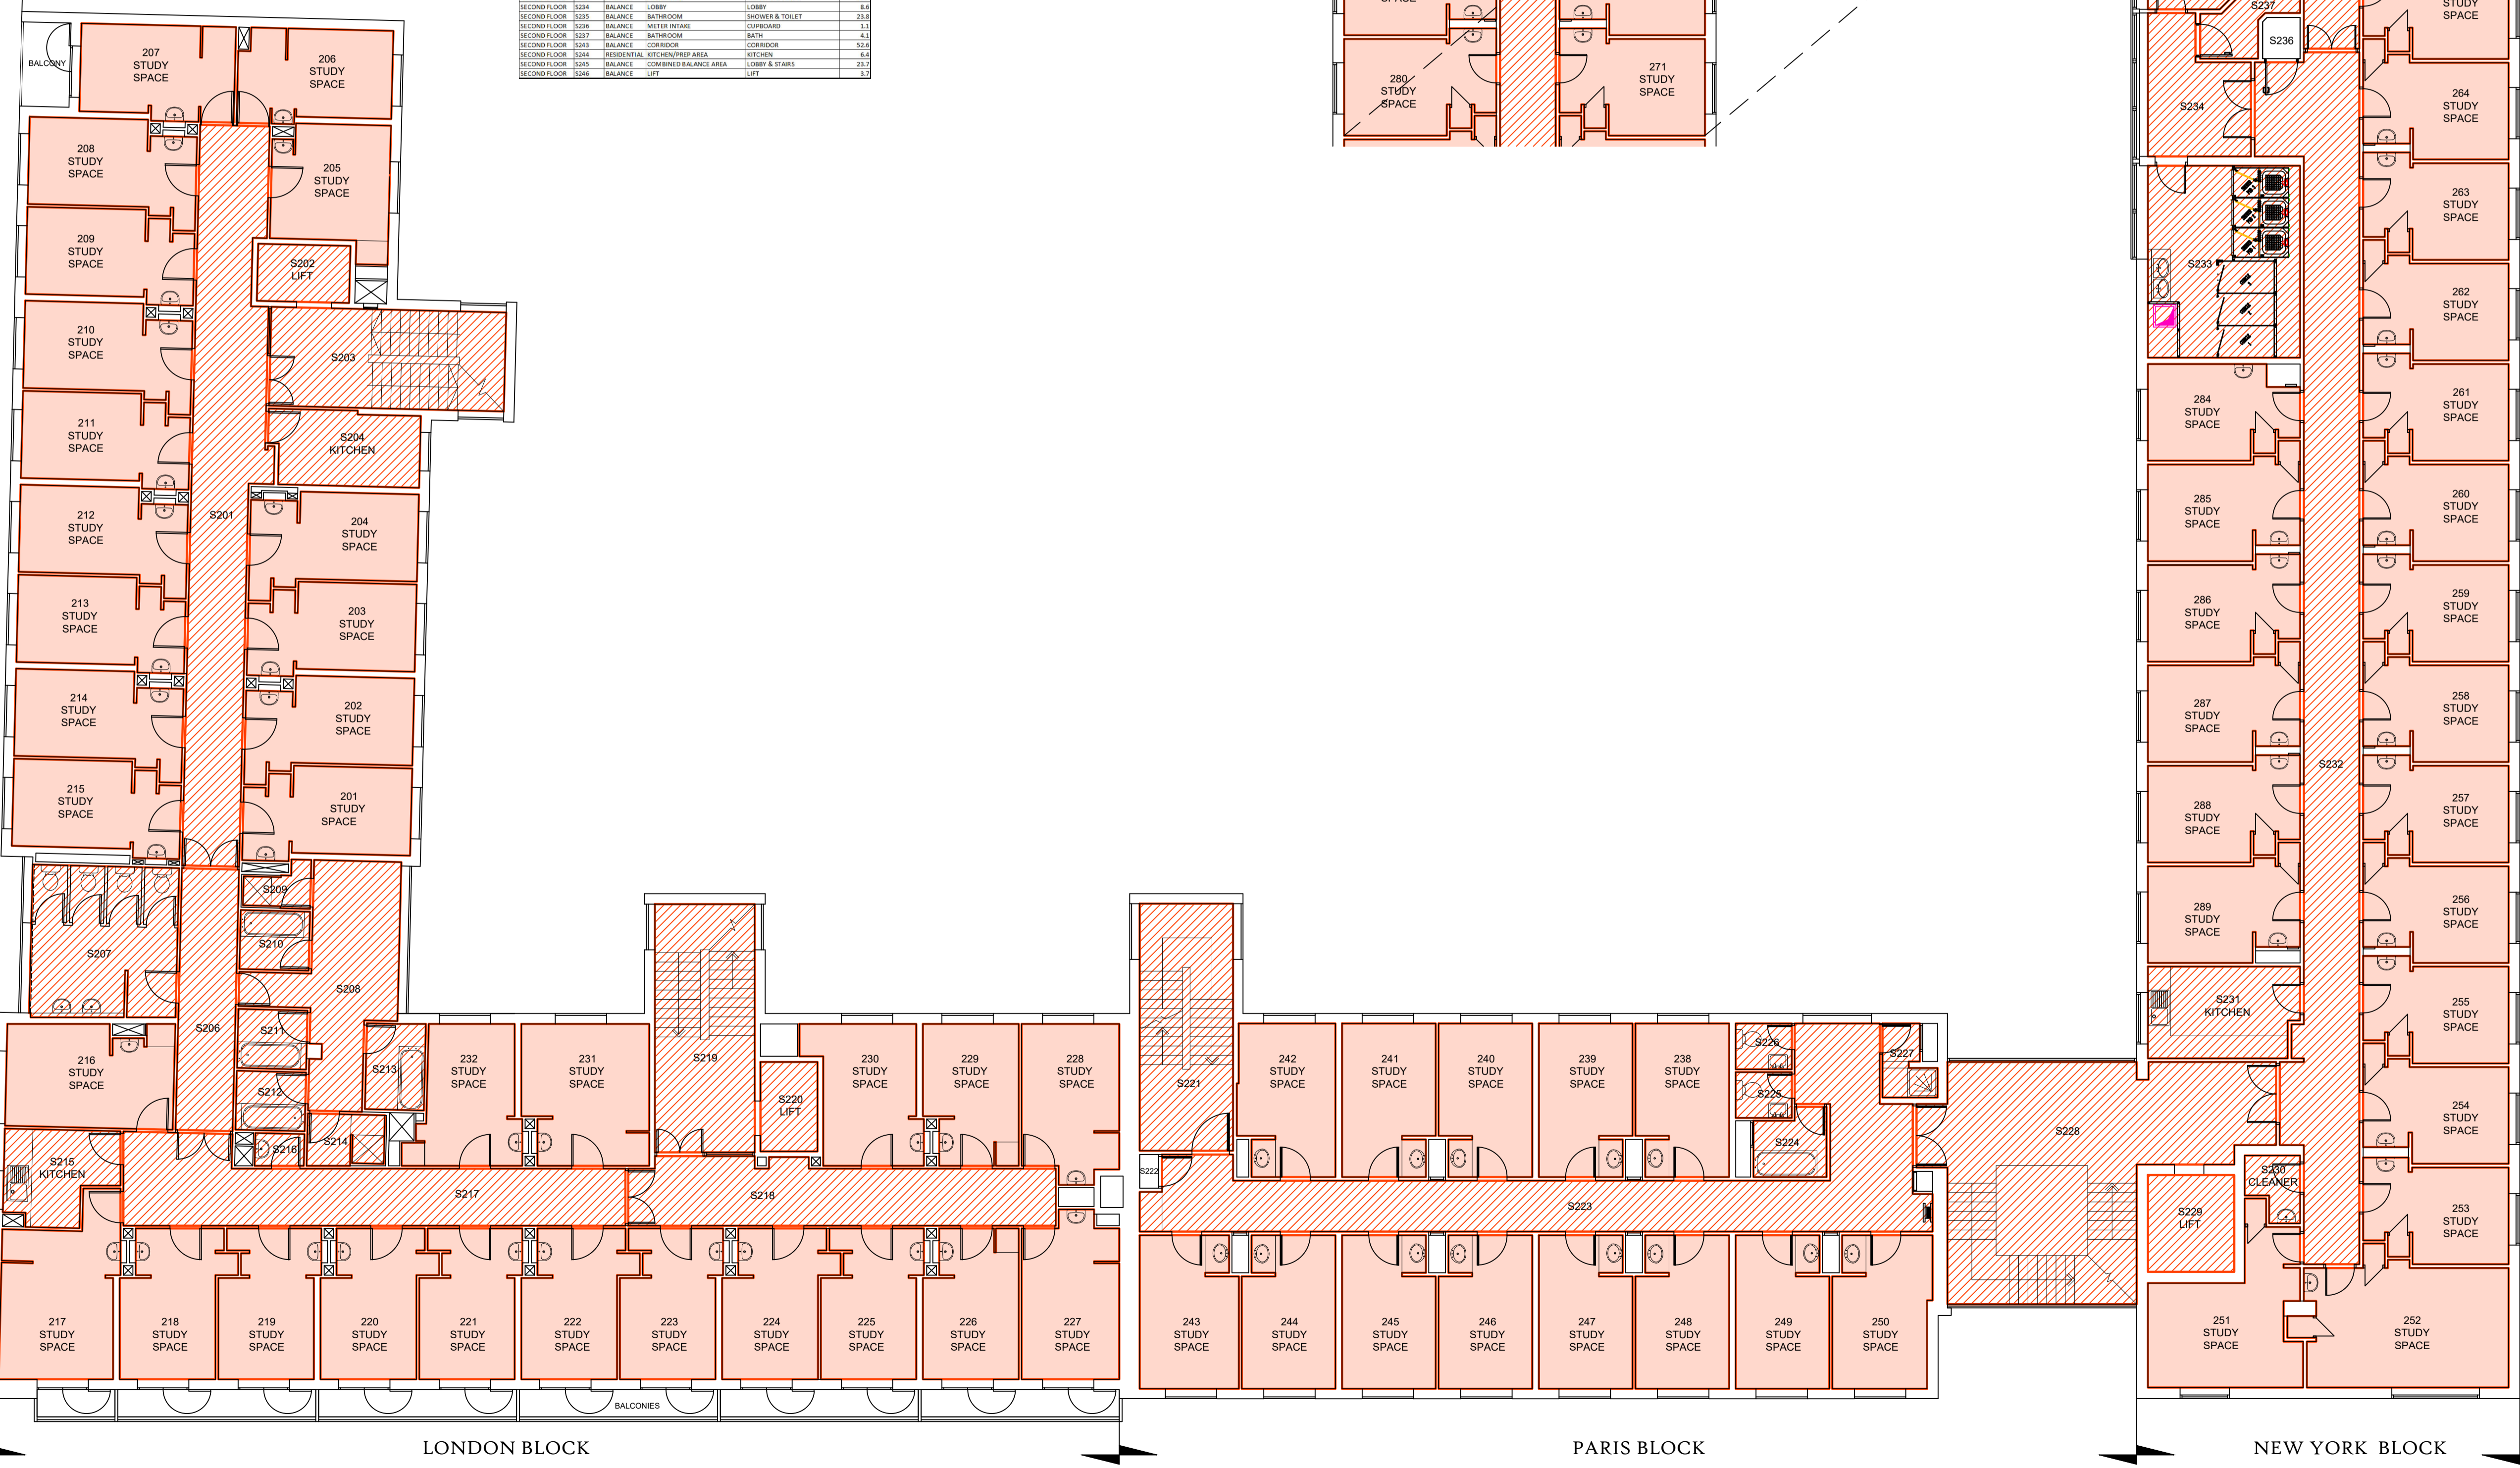 SECOND FLOOR S234 BALANCE LOBBY LOBBY 8.6
SECOND FLOOR S235 BALANCE BATHROOM SHOWER & TOILET 23.8
SECOND FLOOR S236 BALANCE METER INTAKE CUPBOARD 1.1
SECOND FLOOR S237 BALANCE BATHROOM BATH 4.1
SECOND FLOOR S243 BALANCE CORRIDOR CORRIDOR 52.6
SECOND FLOOR S244 RESIDENTIAL KITCHEN/PREP AREA KITCHEN 6.4
SECOND FLOOR S245 BALANCE COMBINED BALANCE AREA LOBBY & STAIRS 23.7
SECOND FLOOR S246 BALANCE LIFT LIFT 3.7
BALCONY
207
STUDY
SPACE
206
STUDY
SPACE
208
STUDY
SPACE
205
STUDY
SPACE
209
STUDY
SPACE
S202
LIFT
210
STUDY
SPACE
S203
211
STUDY
SPACE
S204
KITCHEN
212
STUDY
SPACE
S201
204
STUDY
SPACE
213
STUDY
SPACE
203
STUDY
SPACE
214
STUDY
SPACE
202
STUDY
SPACE
215
STUDY
SPACE
201
STUDY
SPACE
S209
S207
S210
S208
S206
S211
S212
S213
216
STUDY
SPACE
S215
KITCHEN
S216
S214
232
STUDY
SPACE
231
STUDY
SPACE
S219
S220
LIFT
230
STUDY
SPACE
229
STUDY
SPACE
228
STUDY
SPACE
S217
S218
217
STUDY
SPACE
218
STUDY
SPACE
219
STUDY
SPACE
220
STUDY
SPACE
221
STUDY
SPACE
222
STUDY
SPACE
223
STUDY
SPACE
224
STUDY
SPACE
225
STUDY
SPACE
226
STUDY
SPACE
227
STUDY
SPACE
BALCONIES
LONDON BLOCK
SPACE
280
STUDY
SPACE
271
STUDY
SPACE
S221
S222
242
STUDY
SPACE
241
STUDY
SPACE
240
STUDY
SPACE
239
STUDY
SPACE
238
STUDY
SPACE
S226
S225
S224
S227
S223
S228
243
STUDY
SPACE
244
STUDY
SPACE
245
STUDY
SPACE
246
STUDY
SPACE
247
STUDY
SPACE
248
STUDY
SPACE
249
STUDY
SPACE
250
STUDY
SPACE
PARIS BLOCK
S237
STUDY
SPACE
S236
S234
264
STUDY
SPACE
263
STUDY
SPACE
S233
262
STUDY
SPACE
284
STUDY
SPACE
261
STUDY
SPACE
285
STUDY
SPACE
260
STUDY
SPACE
286
STUDY
SPACE
259
STUDY
SPACE
287
STUDY
SPACE
258
STUDY
SPACE
S232
288
STUDY
SPACE
257
STUDY
SPACE
289
STUDY
SPACE
256
STUDY
SPACE
S231
KITCHEN
255
STUDY
SPACE
254
STUDY
SPACE
S230
CLEANER
S229
LIFT
253
STUDY
SPACE
251
STUDY
SPACE
252
STUDY
SPACE
NEW YORK BLOCK